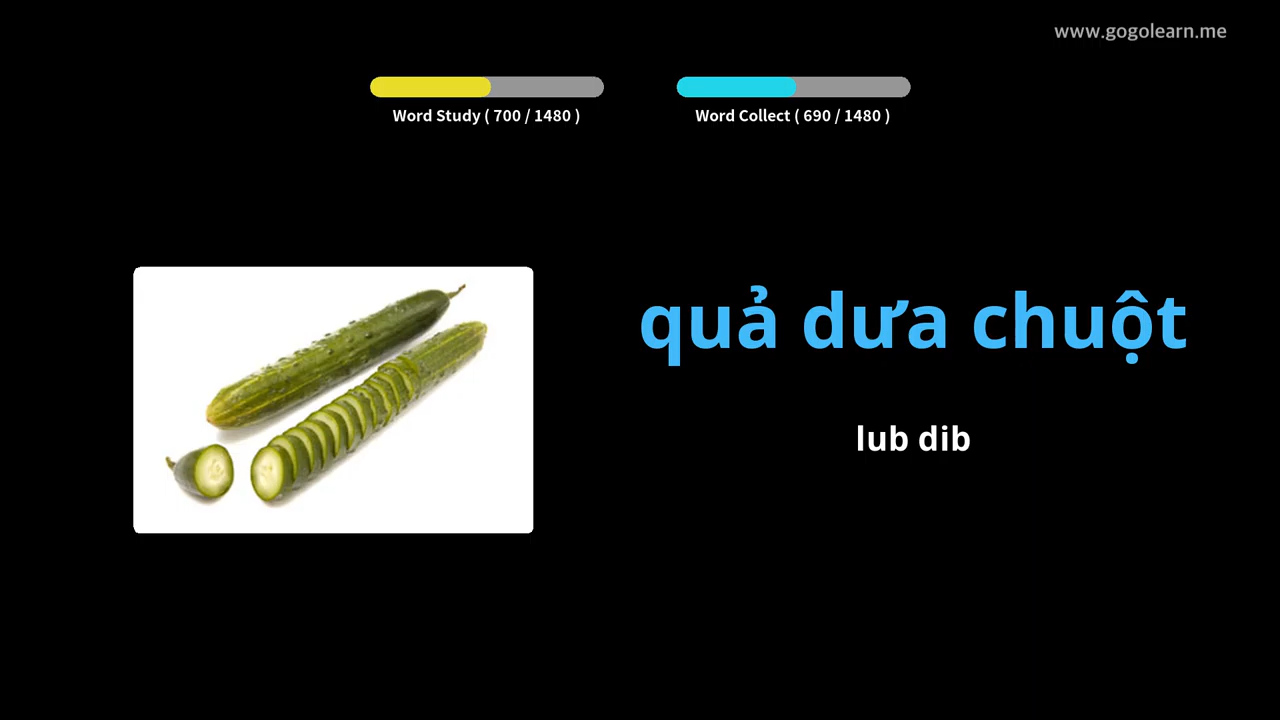 www.gogolearn.me
Word Study ( 700 / 1480 )
Word Collect ( 690 / 1480 )
quả dưa chuột
lub dib